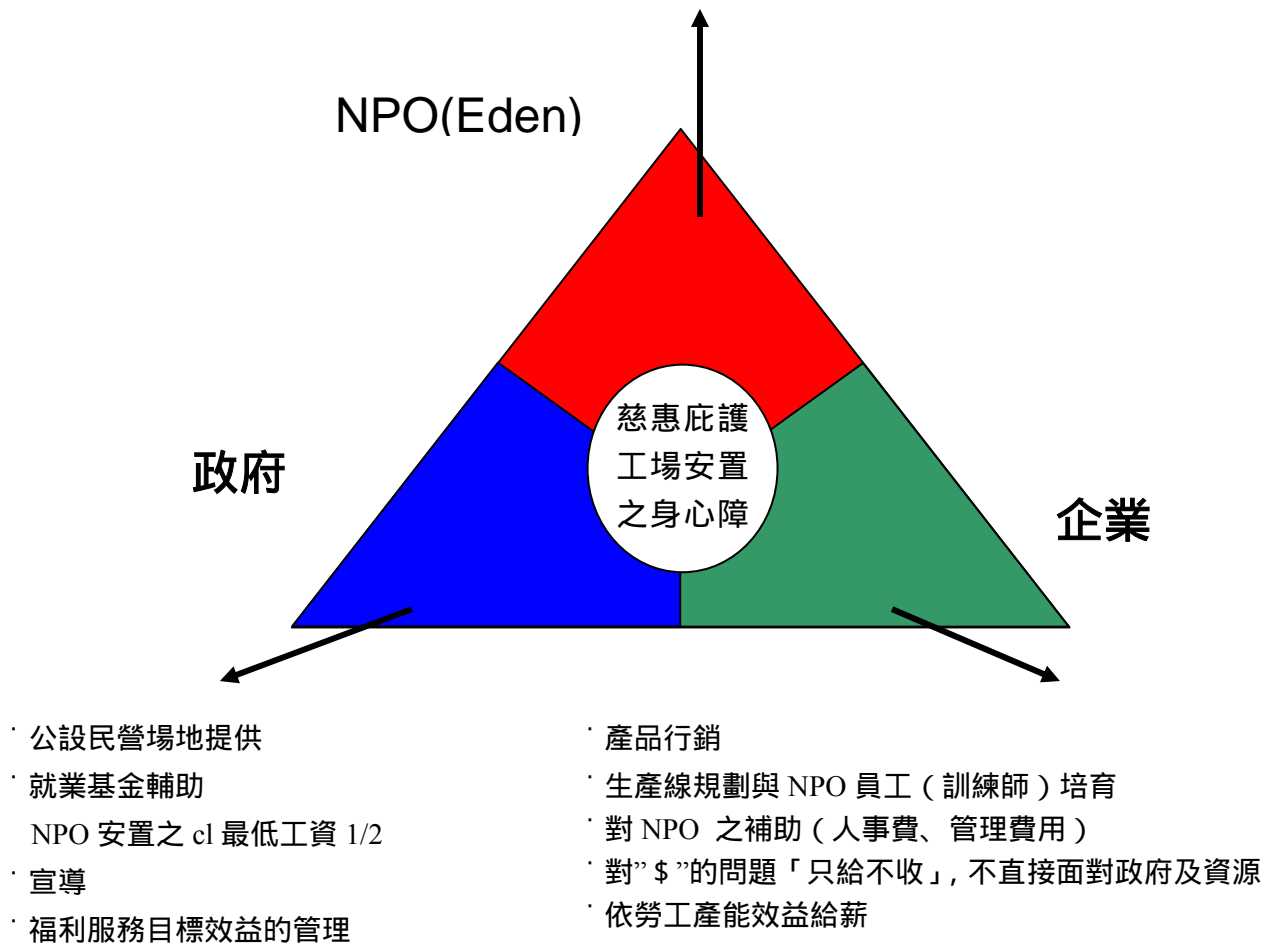 NPO(Eden)
政府
慈惠庇護
工場安置
之身心障
企業
˙公設民營場地提供
˙就業基金輔助
NPO 安置之 cl 最低工資 1/2
˙宣導
˙福利服務目標效益的管理
˙產品行銷
˙生產線規劃與 NPO 員工（訓練師）培育
˙對 NPO 之補助（人事費、管理費用）
˙對”＄”的問題「只給不收」，不直接面對政府及資源
˙依勞工產能效益給薪